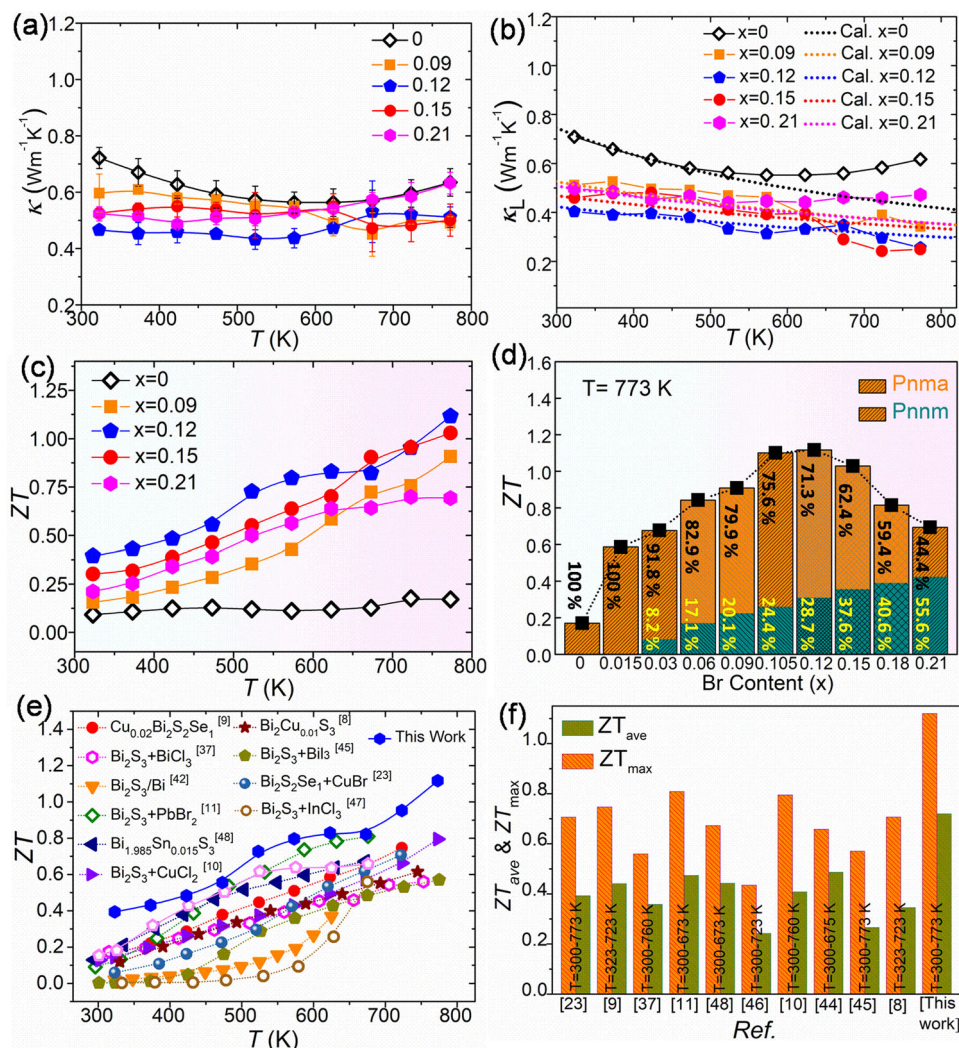 (a)
κ (Wm⁻¹K⁻¹)
1.0
0.8
0.6
0.4
0.2
300 400 500 600 700 800
T (K)
0
0.09
0.12
0.15
0.21
(b)
κL (Wm⁻¹K⁻¹)
1.0
0.8
0.6
0.4
0.2
300 400 500 600 700 800
T (K)
x=0 Cal. x=0
x=0.09 Cal. x=0.09
x=0.12 Cal. x=0.12
x=0.15 Cal. x=0.15
x=0.21 Cal. x=0.21
(c)
ZT
1.25
1.00
0.75
0.50
0.25
0.00
300 400 500 600 700 800
T (K)
x=0
x=0.09
x=0.12
x=0.15
x=0.21
(d)
T= 773 K
Pnma
Pnnm
ZT
1.6
1.2
0.8
0.4
0.0
100 % 100 % 91.8 % 82.9 % 79.9 % 75.6 % 71.3 % 62.4 % 59.4 % 44.4 %
8.2 % 17.1 % 20.1 % 24.4 % 28.7 % 37.6 % 40.6 % 55.6 %
0 0.015 0.03 0.06 0.09 0.105 0.12 0.15 0.18 0.21
Br Content (x)
(e)
ZT
1.4
1.2
1.0
0.8
0.6
0.4
0.2
0.0
300 400 500 600 700 800
T (K)
Cu0.02Bi2S2Se1 [9] Bi2Cu0.01S3 [8] This Work
Bi2S3+BiCl3 [37] Bi2S3+BiI3 [45]
Bi2S3/Bi [42] Bi2S2Se1+CuBr [23]
Bi2S3+PbBr2 [11] Bi2S3+InCl3 [47]
Bi1.985Sn0.015S3 [48]
Bi2S3+CuCl2 [10]
(f)
ZTave
ZTmax
ZTave & ZTmax
1.0
0.8
0.6
0.4
0.2
0.0
T=300-773 K T=323-723 K T=300-760 K T=300-673 K T=300-673 K T=300-723 K T=300-760 K T=300-675 K T=300-773 K T=323-723 K T=300-773 K
[23] [9] [37] [11] [48] [46] [10] [44] [45] [8] [This
work]
Ref.